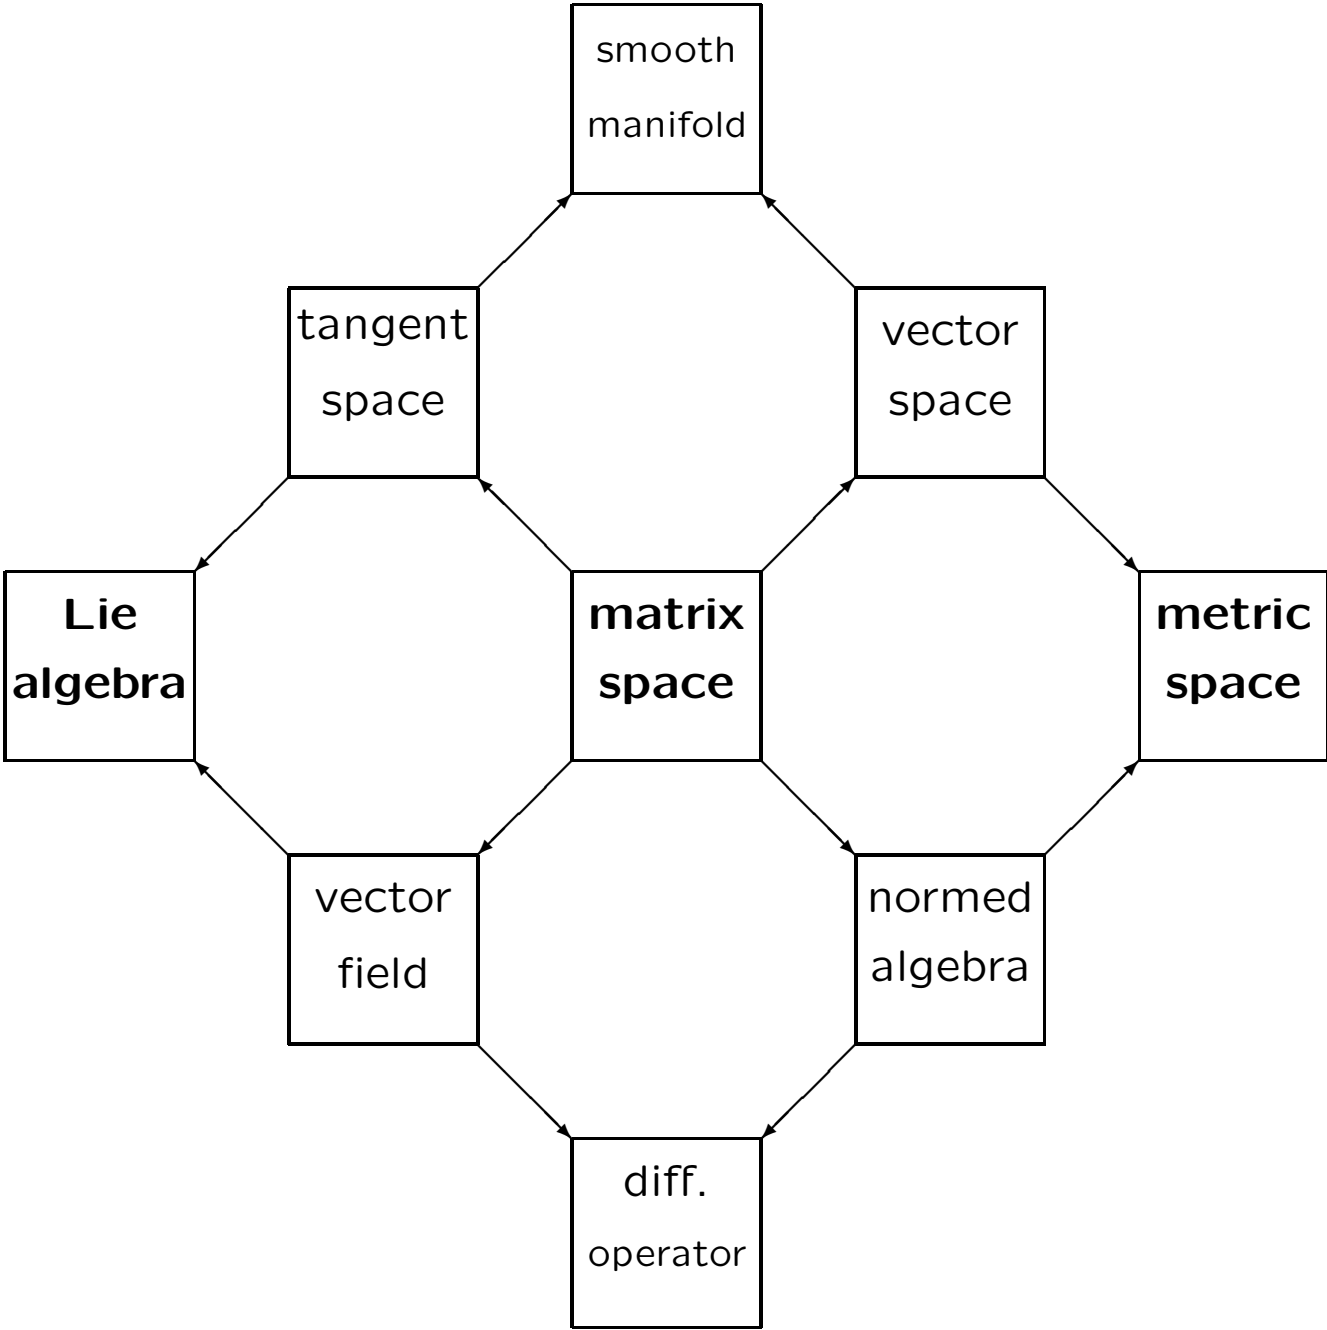 smooth
manifold
tangent
space
vector
space
Lie
algebra
matrix
space
metric
space
vector
field
normed
algebra
diff.
operator